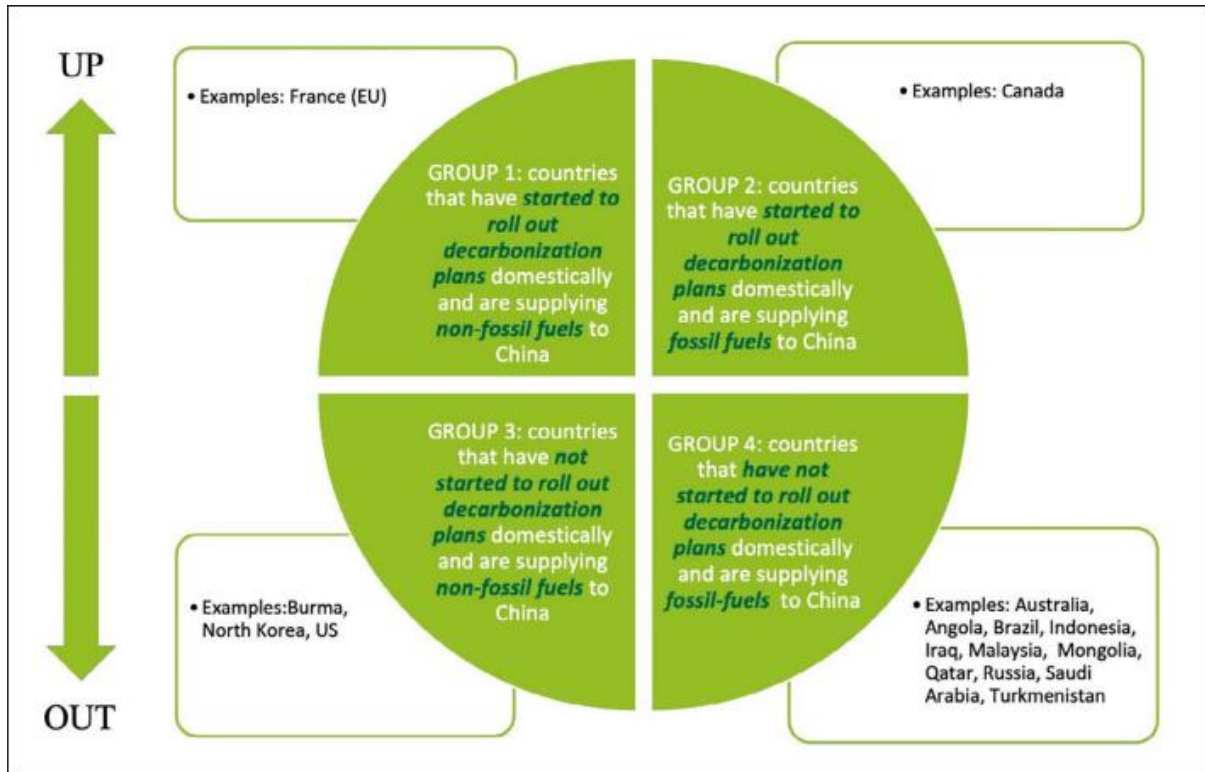 UP
• Examples: France (EU)
GROUP 1: countries
that have started to
roll out
decarbonization
plans domestically
and are supplying
non-fossil fuels to
China
GROUP 2: countries
that have started to
roll out
decarbonization
plans domestically
and are supplying
fossil fuels to China
• Examples: Canada
GROUP 3: countries
that have not
started to roll out
decarbonization
plans domestically
and are supplying
non-fossil fuels to
China
GROUP 4: countries
that have not
started to roll out
decarbonization
plans domestically
and are supplying
fossil-fuels to China
• Examples:Burma,
North Korea, US
• Examples: Australia,
Angola, Brazil, Indonesia,
Iraq, Malaysia, Mongolia,
Qatar, Russia, Saudi
Arabia, Turkmenistan
OUT